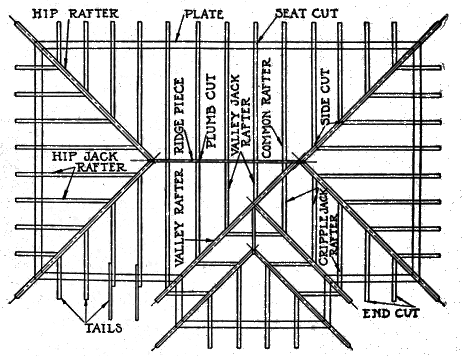 HIP RAFTER
PLATE
SEAT CUT
RIDGE PIECE
PLUMB CUT
VALLEY JACK
RAFTER
COMMON RAFTER
SIDE CUT
HIP JACK
RAFTER
VALLEY RAFTER
CRIPPLE JACK
RAFTER
TAILS
END CUT